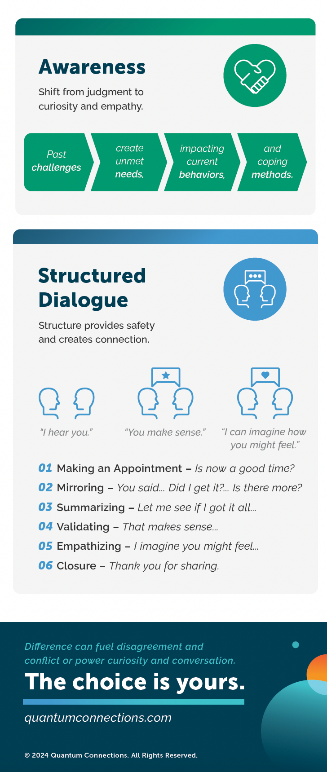 Awareness
Shift from judgment to
curiosity and empathy.
Past
challenges
create
unmet
needs,
impacting
current
behaviors,
and
coping
methods.
Structured
Dialogue
Structure provides safety
and creates connection.
“I hear you.”
“You make sense.”
“I can imagine how
you might feel.”
01 Making an Appointment – Is now a good time?
02 Mirroring – You said... Did I get it?... Is there more?
03 Summarizing – Let me see if I got it all...
04 Validating – That makes sense...
05 Empathizing – I imagine you might feel...
06 Closure – Thank you for sharing.
Difference can fuel disagreement and
conflict or power curiosity and conversation.
The choice is yours.
quantumconnections.com
© 2024 Quantum Connections. All Rights Reserved.